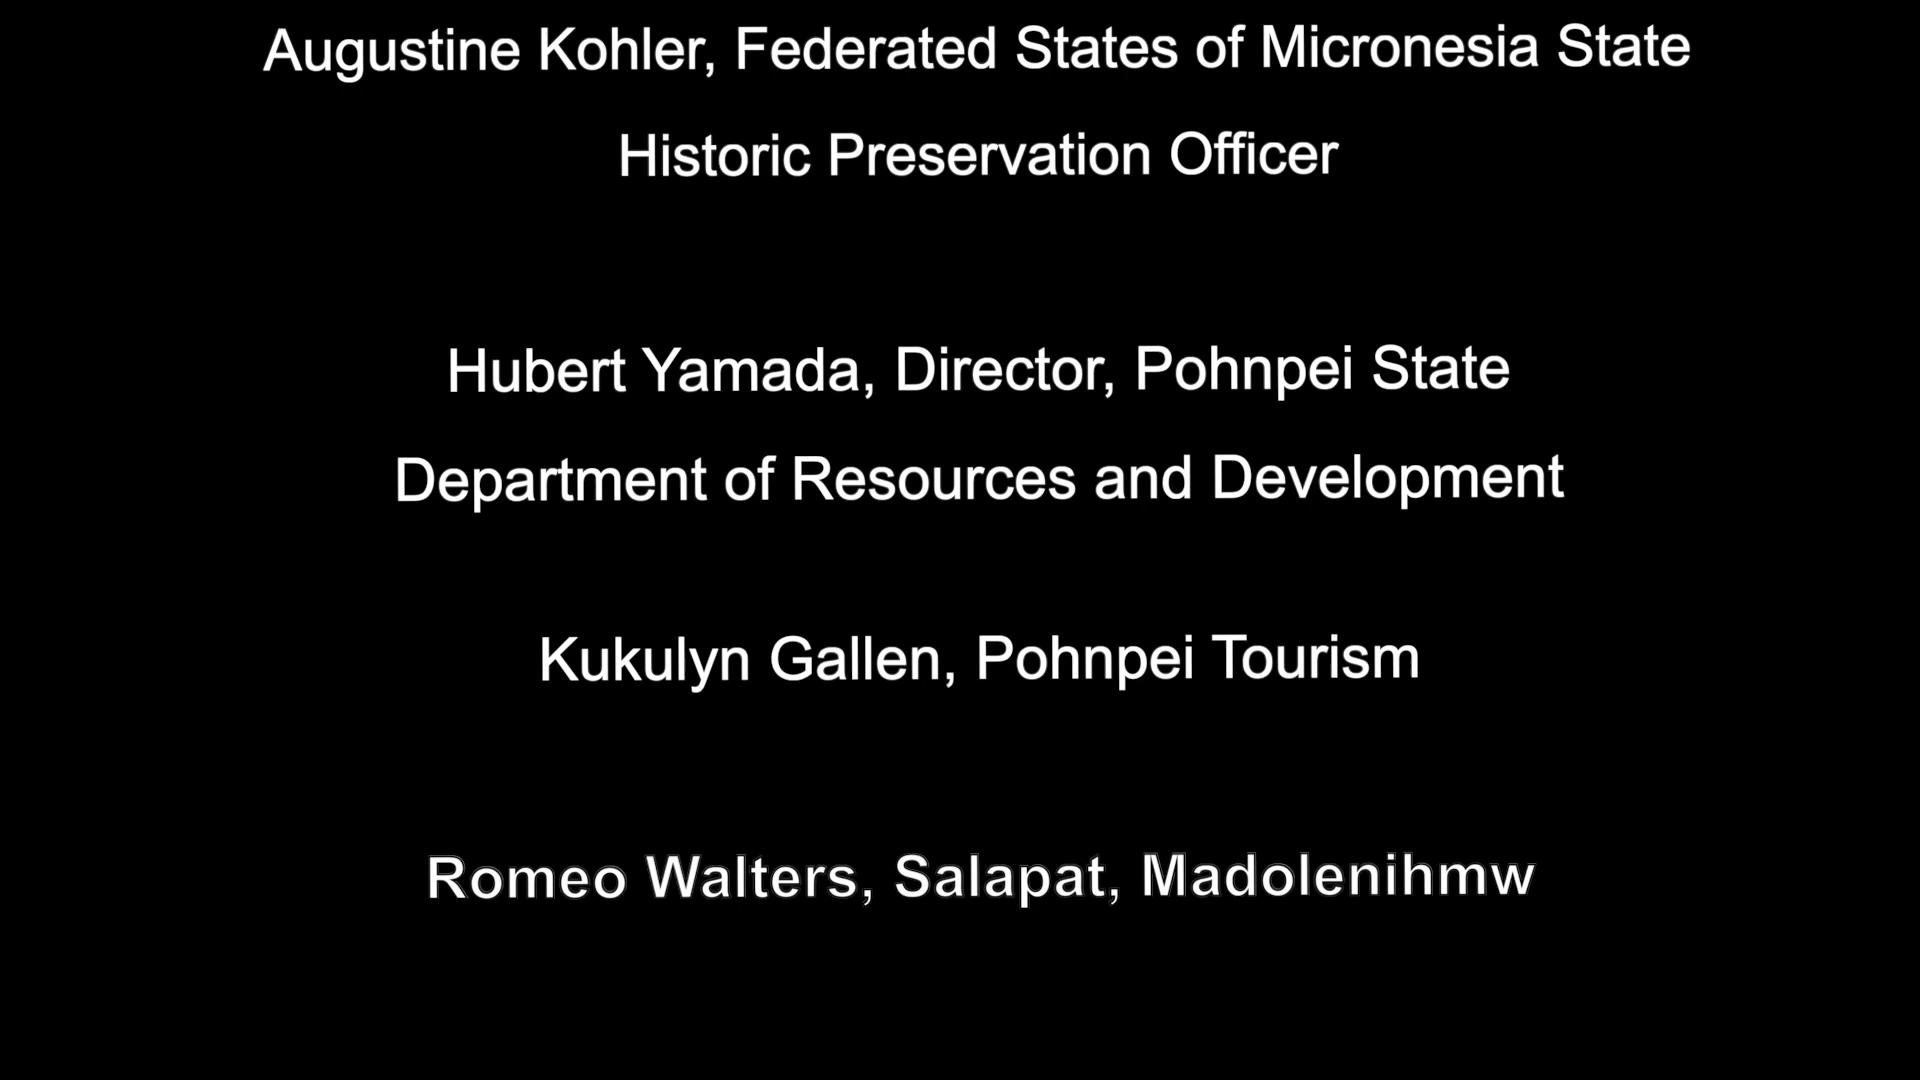 Augustine Kohler, Federated States of Micronesia State
Historic Preservation Officer
Hubert Yamada, Director, Pohnpei State
Department of Resources and Development
Kukulyn Gallen, Pohnpei Tourism
Romeo Walters, Salapat, Madolenihmw